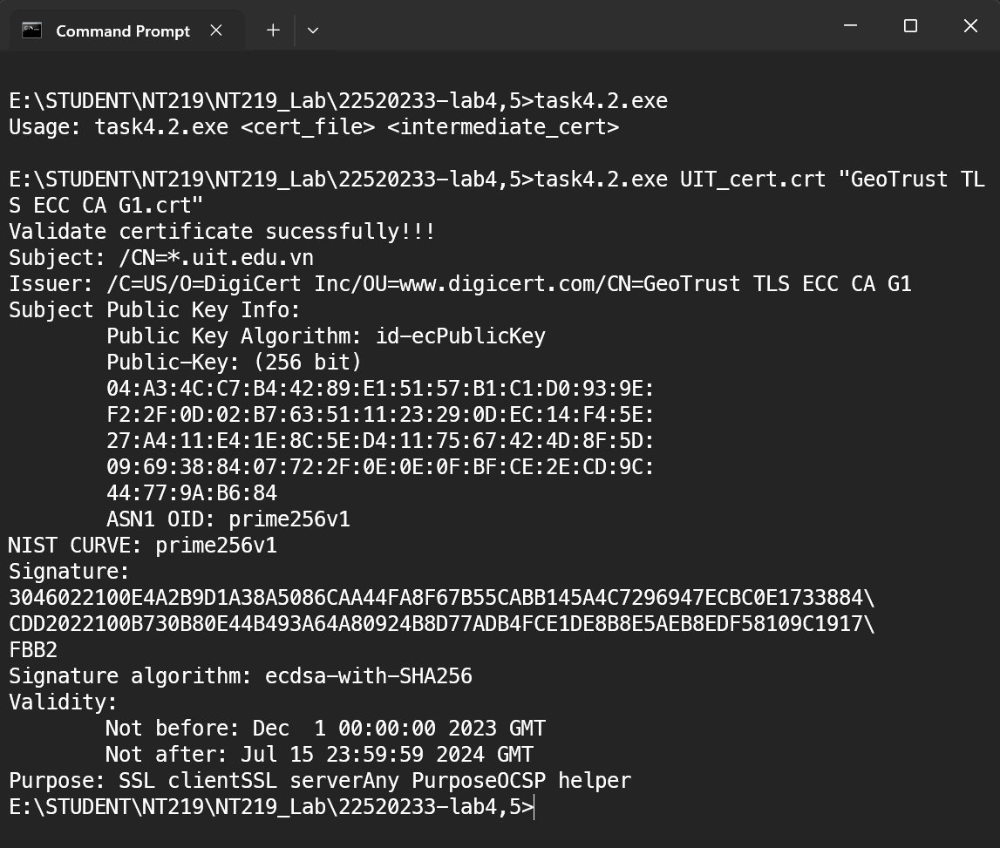 Command Prompt
E:\STUDENT\NT219\NT219_Lab\22520233-lab4,5>task4.2.exe
Usage: task4.2.exe <cert_file> <intermediate_cert>
E:\STUDENT\NT219\NT219_Lab\22520233-lab4,5>task4.2.exe UIT_cert.crt "GeoTrust TL
S ECC CA G1.crt"
Validate certificate sucessfully!!!
Subject: /CN=*.uit.edu.vn
Issuer: /C=US/O=DigiCert Inc/OU=www.digicert.com/CN=GeoTrust TLS ECC CA G1
Subject Public Key Info:
        Public Key Algorithm: id-ecPublicKey
        Public-Key: (256 bit)
        04:A3:4C:C7:B4:42:89:E1:51:57:B1:C1:D0:93:9E:
        F2:2F:0D:02:B7:63:51:11:23:29:0D:EC:14:F4:5E:
        27:A4:11:E4:1E:8C:5E:D4:11:75:67:42:4D:8F:5D:
        09:69:38:84:07:72:2F:0E:0E:0F:BF:CE:2E:CD:9C:
        44:77:9A:B6:84
        ASN1 OID: prime256v1
NIST CURVE: prime256v1
Signature:
3046022100E4A2B9D1A38A5086CAA44FA8F67B55CABB145A4C7296947ECBC0E1733884\
CDD2022100B730B80E44B493A64A80924B8D77ADB4FCE1DE8B8E5AEB8EDF58109C1917\
FBB2
Signature algorithm: ecdsa-with-SHA256
Validity:
        Not before: Dec  1 00:00:00 2023 GMT
        Not after: Jul 15 23:59:59 2024 GMT
Purpose: SSL clientSSL serverAny PurposeOCSP helper
E:\STUDENT\NT219\NT219_Lab\22520233-lab4,5>